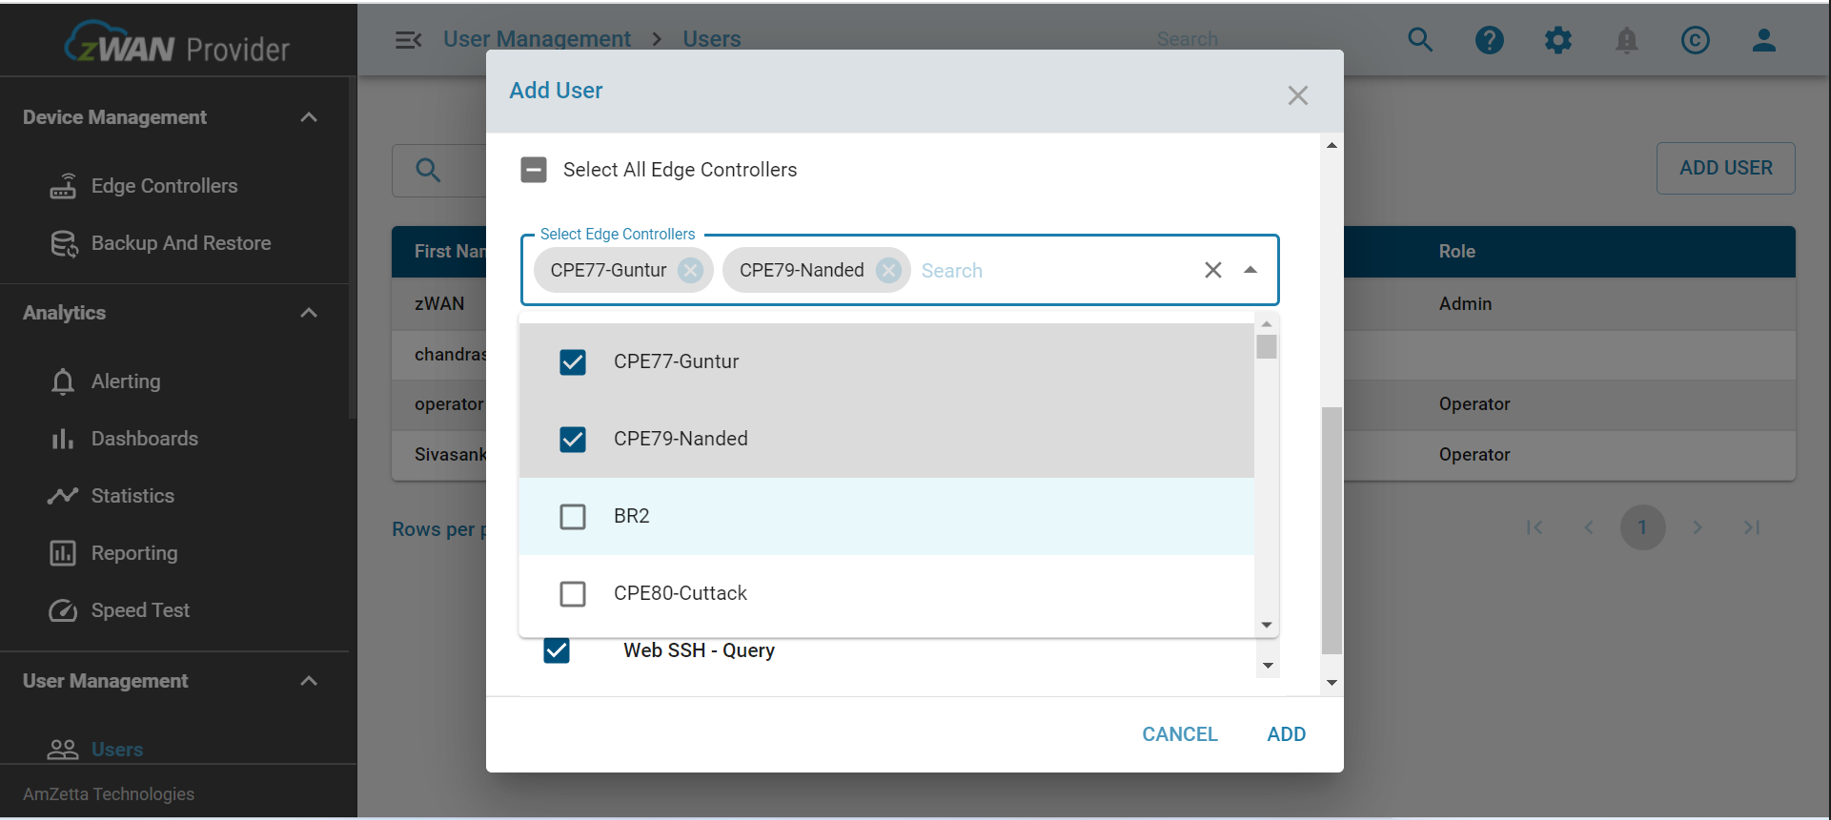 zWAN Provider
User Management > Users
Search
Device Management
Edge Controllers
Backup And Restore
Analytics
Alerting
Dashboards
Statistics
Reporting
Speed Test
User Management
Users
AmZetta Technologies
ADD USER
First Nam
Role
zWAN
Admin
chandras
operator
Operator
Sivasank
Operator
Rows per p
1
Add User
Select All Edge Controllers
Select Edge Controllers
CPE77-Guntur
CPE79-Nanded
Search
CPE77-Guntur
CPE79-Nanded
BR2
CPE80-Cuttack
Web SSH - Query
CANCEL
ADD